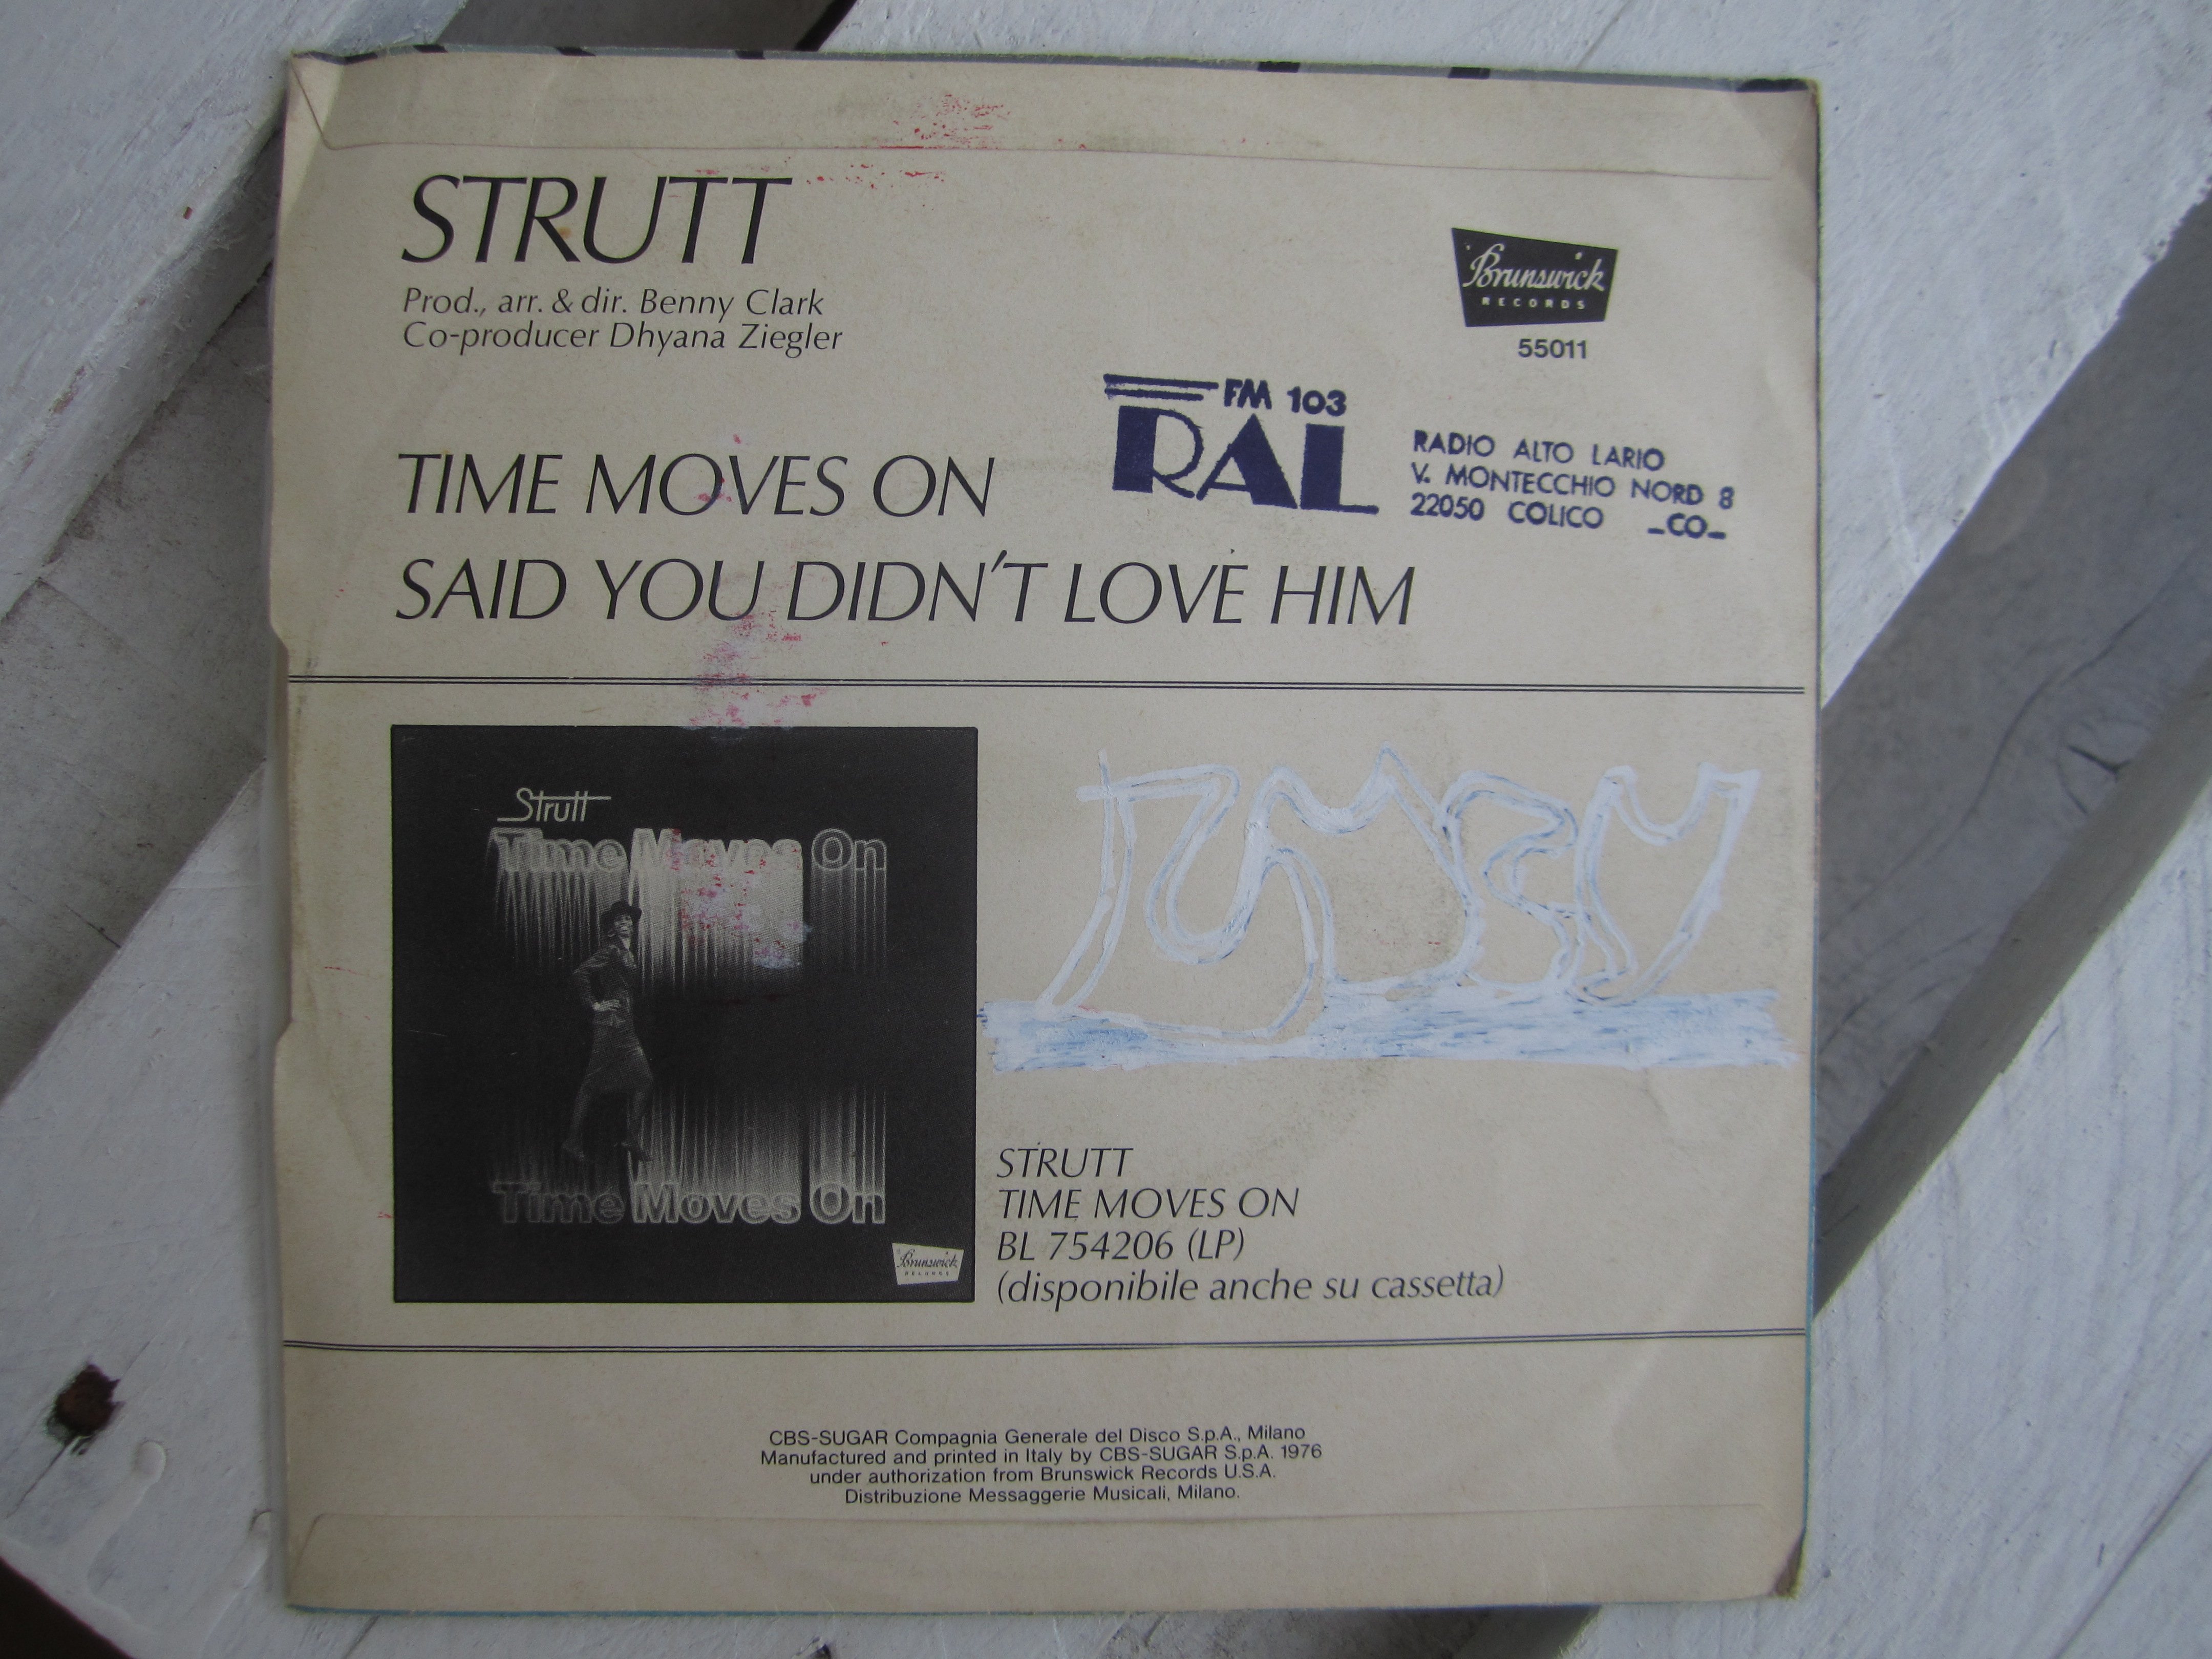 STRUTT
Prod., arr. & dir. Benny Clark
Co-producer Dhyana Ziegler
Brunswick
RECORDS
55011
FM 103
RAL
RADIO ALTO LARIO
V. MONTECCHIO NORD 8
22050 COLICO -CO-
TIME MOVES ON
SAID YOU DIDN'T LOVE HIM
Strutt
Time Moves On
Time Moves On
Brunswick
RECORDS
STRUTT
TIME MOVES ON
BL 754206 (LP)
(disponibile anche su cassetta)
CBS-SUGAR Compagnia Generale del Disco S.p.A., Milano
Manufactured and printed in Italy by CBS-SUGAR S.p.A. 1976
under authorization from Brunswick Records U.S.A.
Distribuzione Messaggerie Musicali, Milano.